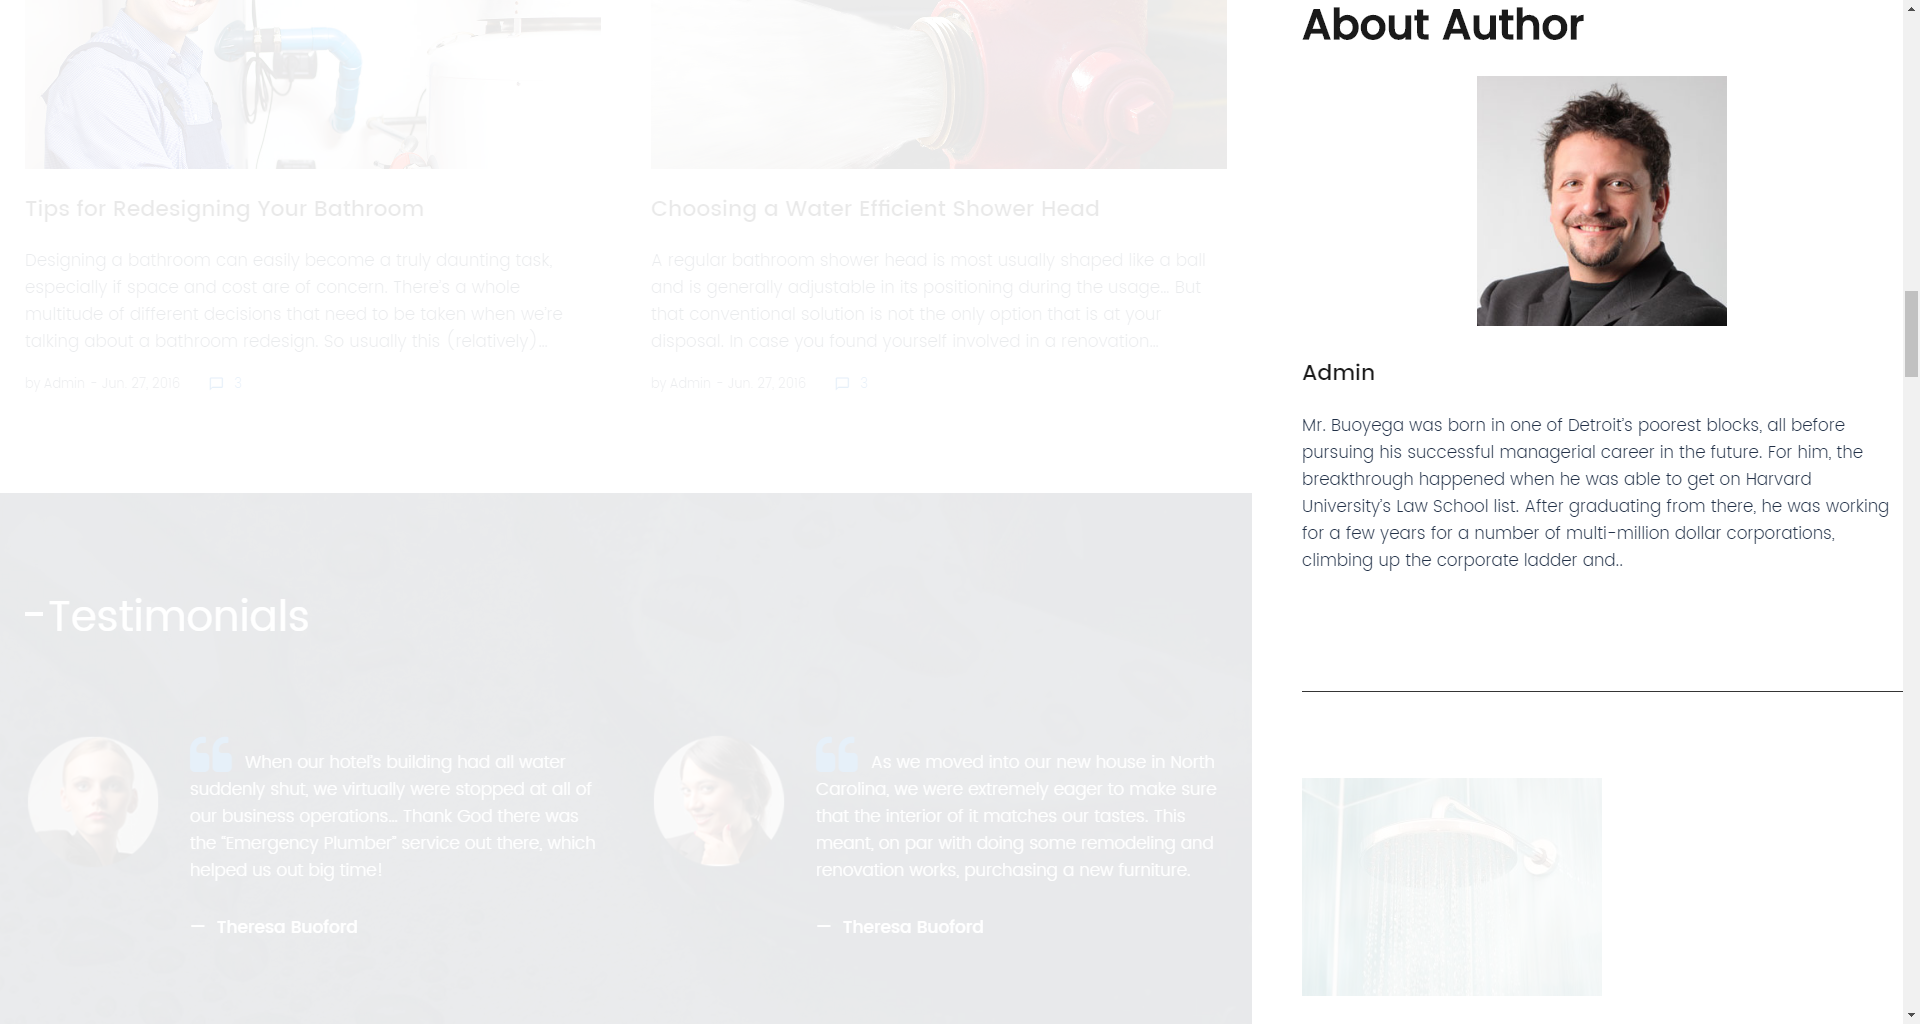 About Author
Tips for Redesigning Your Bathroom
Designing a bathroom can easily become a truly daunting task,
especially if space and cost are of concern. There's a whole
multitude of different decisions that need to be taken when we're
talking about a bathroom redesign. So usually this (relatively)...
by Admin - Jun. 27, 2016 3
Choosing a Water Efficient Shower Head
A regular bathroom shower head is most usually shaped like a ball
and is generally adjustable in its positioning during the usage... But
that conventional solution is not the only option that is at your
disposal. In case you found yourself involved in a renovation...
by Admin - Jun. 27, 2016 3
-Testimonials
When our hotel's building had all water
suddenly shut, we virtually were stopped at all of
our business operations... Thank God there was
the "Emergency Plumber" service out there, which
helped us out big time!
— Theresa Buoford
As we moved into our new house in North
Carolina, we were extremely eager to make sure
that the interior of it matches our tastes. This
meant, on par with doing some remodeling and
renovation works, purchasing a new furniture.
— Theresa Buoford
Admin
Mr. Buoyega was born in one of Detroit's poorest blocks, all before
pursuing his successful managerial career in the future. For him, the
breakthrough happened when he was able to get on Harvard
University's Law School list. After graduating from there, he was working
for a few years for a number of multi-million dollar corporations,
climbing up the corporate ladder and..